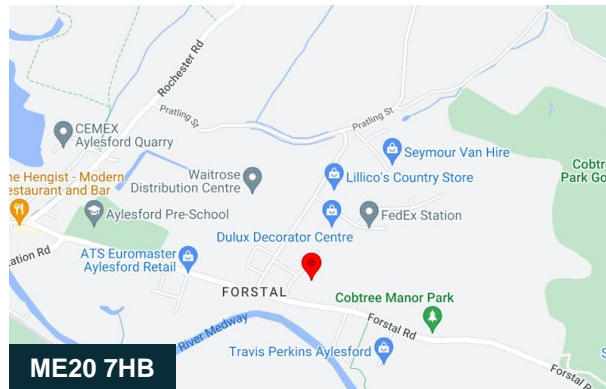 Rochester Rd
Pratling St
Pratling St
CEMEX
Aylesford Quarry
Seymour Van Hire
he Hengist - Modern
estaurant and Bar
Waitrose
Distribution Centre
Lillico's Country Store
Cobt
Park Go
Aylesford Pre-School
FedEx Station
Dulux Decorator Centre
ation Rd
ATS Euromaster
Aylesford Retail
FORSTAL
Cobtree Manor Park
Forstal Rd
River Medway
Travis Perkins Aylesford
S
Forstal R
ME20 7HB